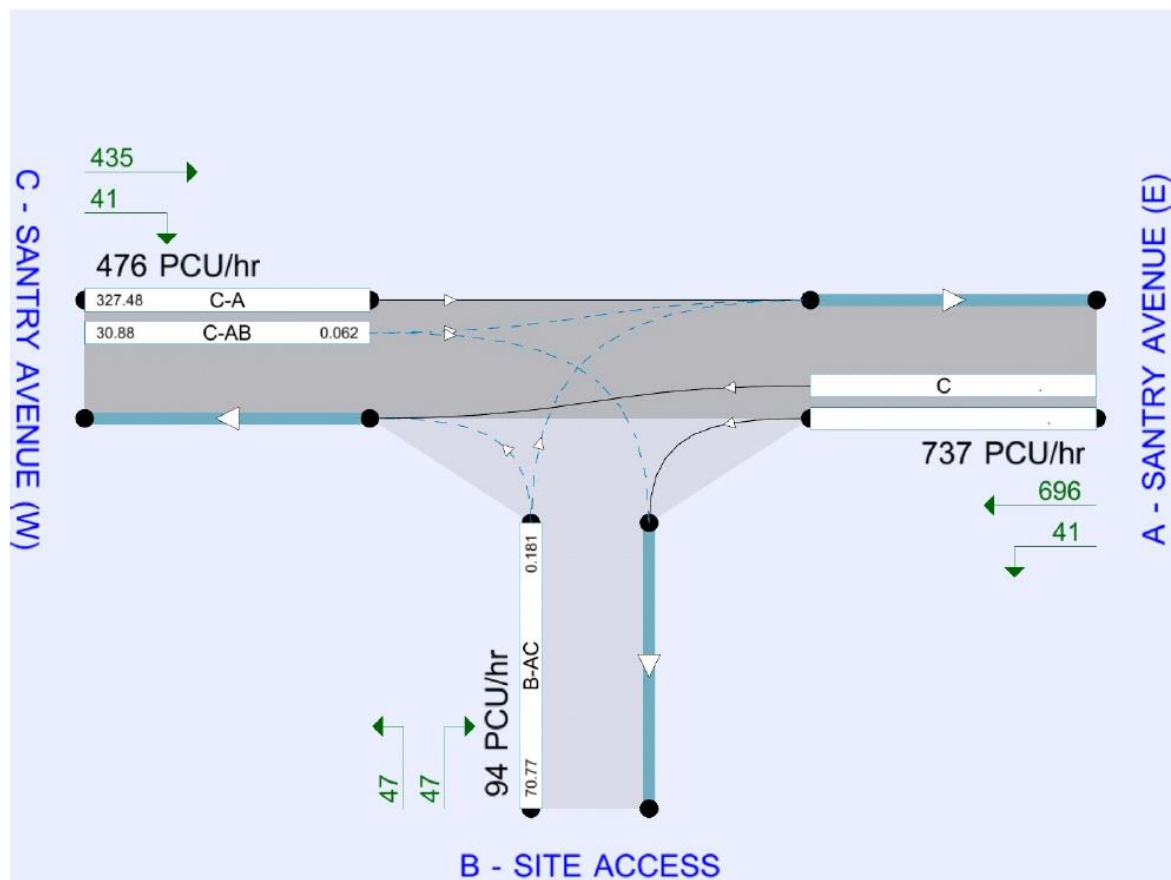 435
41
476 PCU/hr
327.48 C-A
30.88 C-AB 0.062
C - SANTRY AVENUE (W)
A - SANTRY AVENUE (E)
C
737 PCU/hr
696
41
0.181
B-AC
70.77
94 PCU/hr
47
47
B - SITE ACCESS